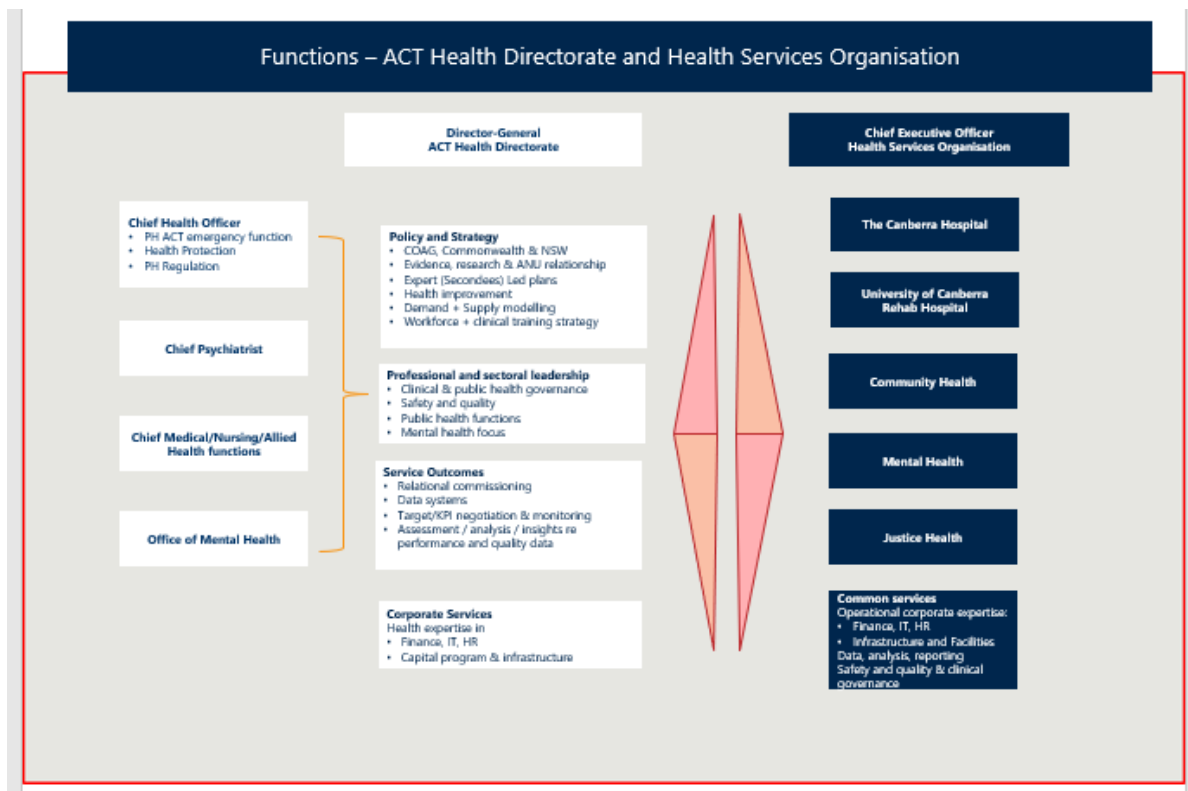 Functions – ACT Health Directorate and Health Services Organisation
Director-General
ACT Health Directorate
Chief Executive Officer
Health Services Organisation
Chief Health Officer
• PH ACT emergency function
• Health Protection
• PH Regulation
Chief Psychiatrist
Chief Medical/Nursing/Allied
Health functions
Office of Mental Health
Policy and Strategy
• COAG, Commonwealth & NSW
• Evidence, research & ANU relationship
• Expert (Secondees) Led plans
• Health improvement
• Demand + Supply modelling
• Workforce + clinical training strategy
Professional and sectoral leadership
• Clinical & public health governance
• Safety and quality
• Public health functions
• Mental health focus
Service Outcomes
• Relational commissioning
• Data systems
• Target/KPI negotiation & monitoring
• Assessment / analysis / insights re
performance and quality data
Corporate Services
Health expertise in
• Finance, IT, HR
• Capital program & infrastructure
The Canberra Hospital
University of Canberra
Rehab Hospital
Community Health
Mental Health
Justice Health
Common services
Operational corporate expertise:
• Finance, IT, HR
• Infrastructure and Facilities
Data, analysis, reporting
Safety and quality & clinical
governance